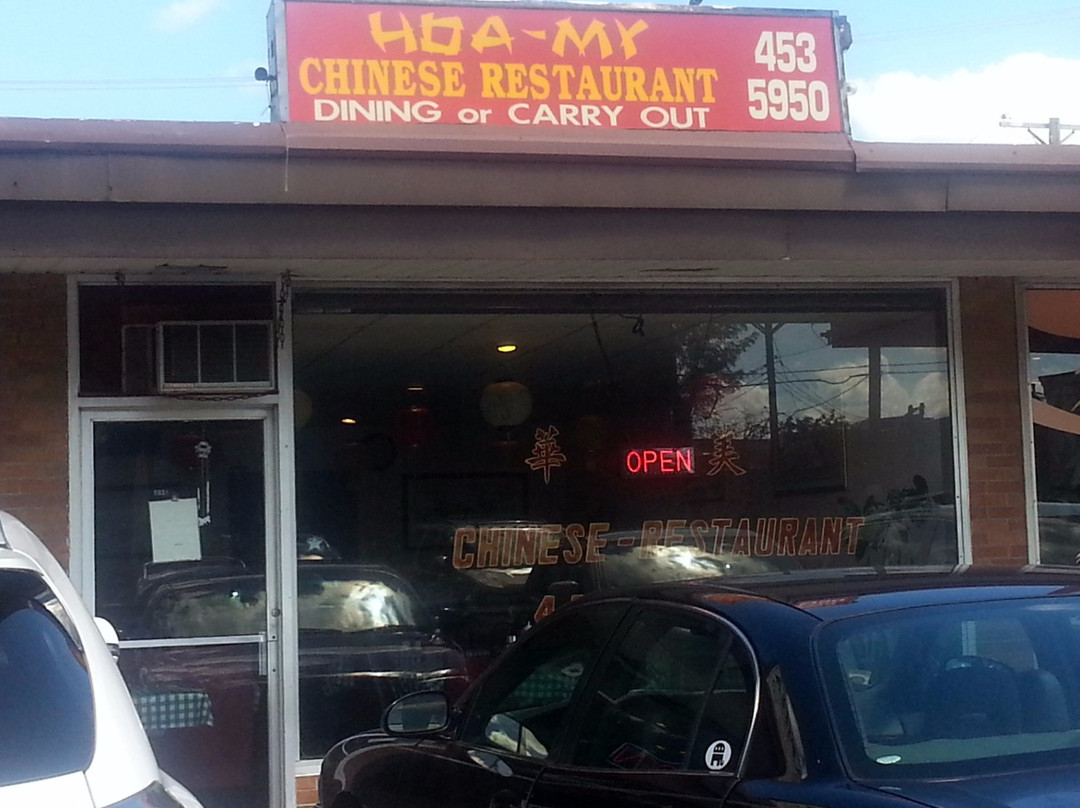 HOA-MY
CHINESE RESTAURANT
DINING or CARRY OUT
453
5950
華 OPEN 美
CHINESE-RESTAURANT